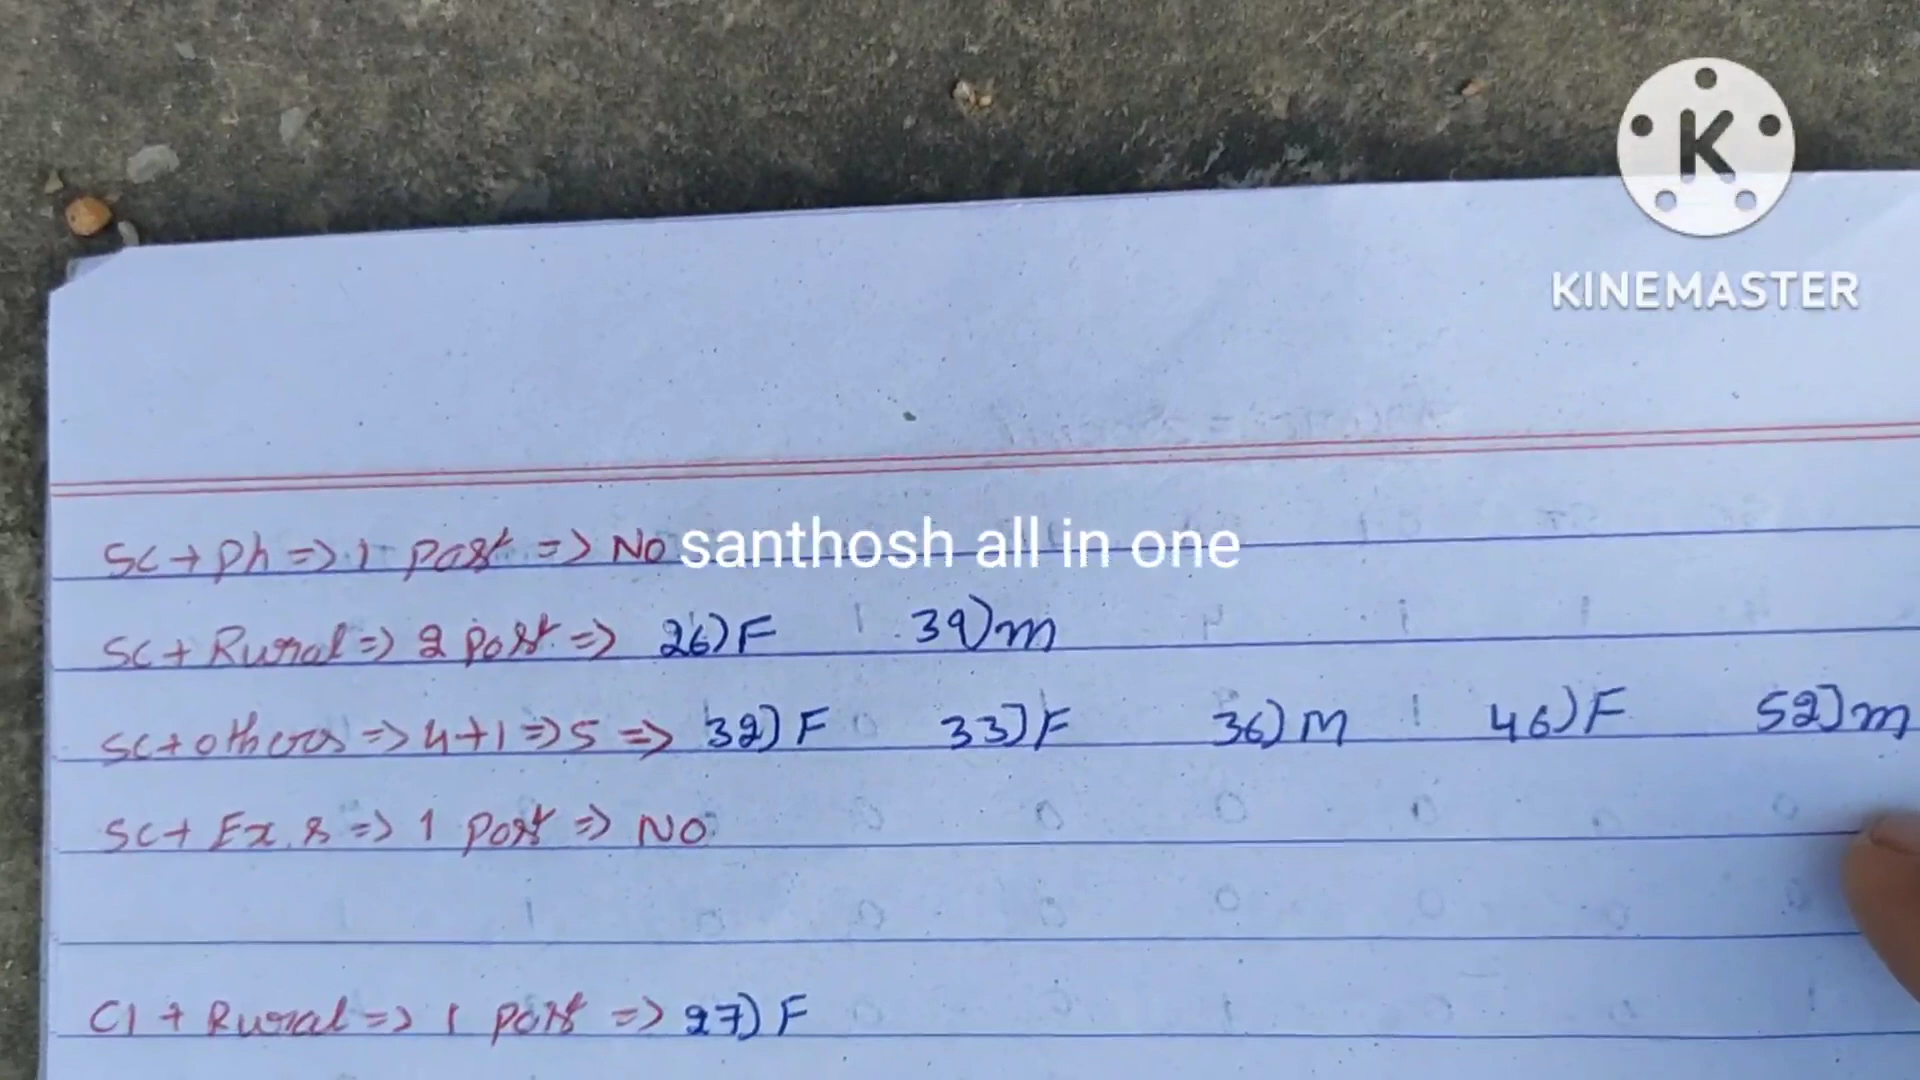 K
KINEMASTER
SC + Ph => 1 Post => No
santhosh all in one
SC + Rural => 2 Post. => 26) F 39) m
SC + others => 4+1 => 5 => 32) F 33) F 36) M 46) F 52) m
SC + Ex. s => 1 Post => NO
C1 + Rural => 1 Post => 27) F